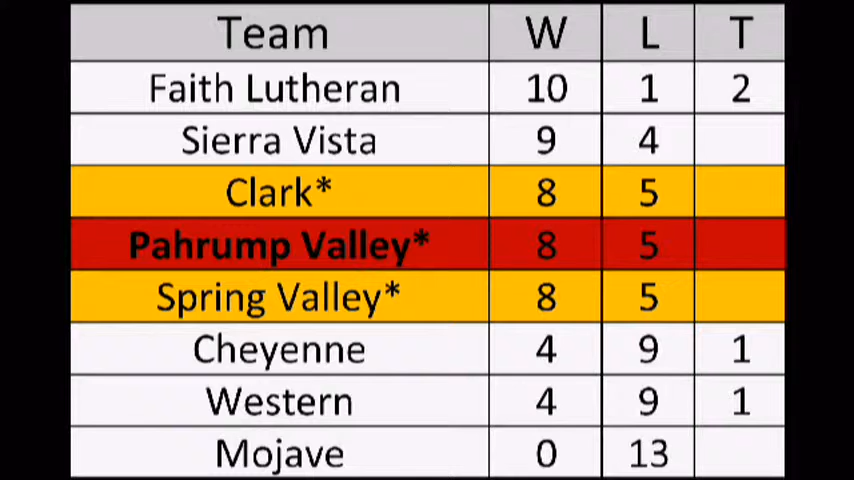 Team W L T
Faith Lutheran 10 1 2
Sierra Vista 9 4
Clark* 8 5
Pahrump Valley* 8 5
Spring Valley* 8 5
Cheyenne 4 9 1
Western 4 9 1
Mojave 0 13